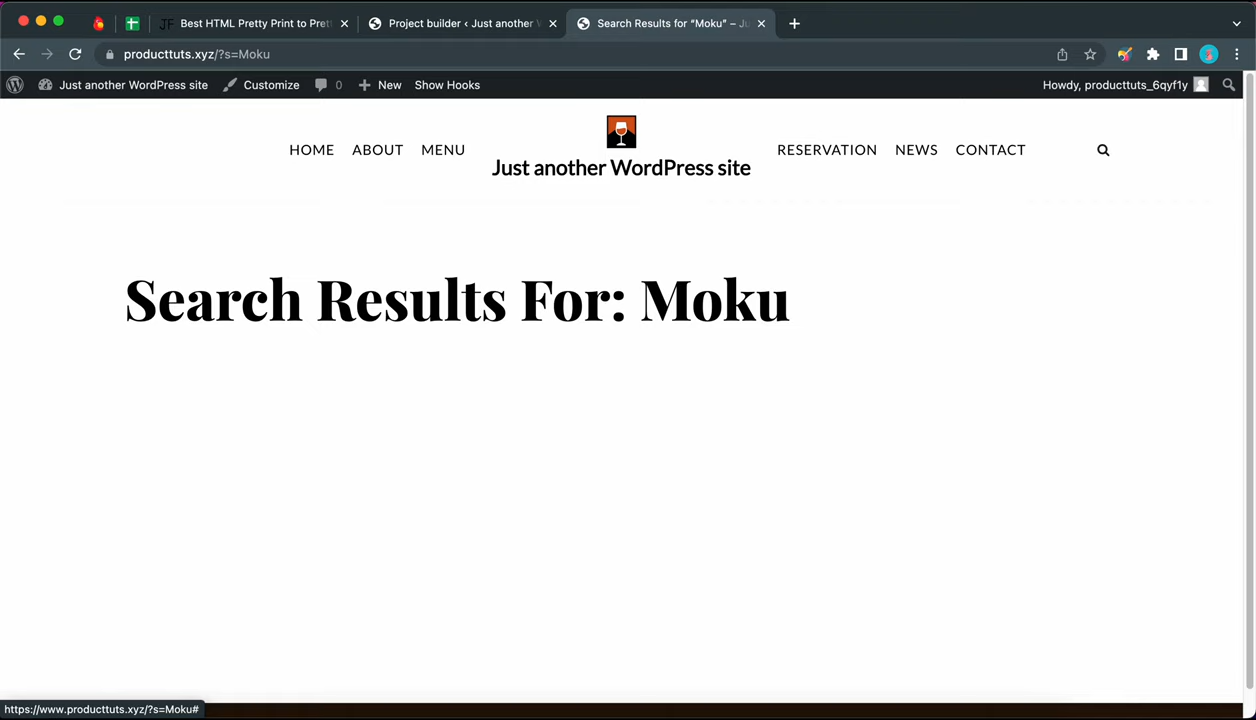 JF Best HTML Pretty Print to Pret
Project builder ‹ Just another W
Search Results for “Moku” – Ju
producttuts.xyz/?s=Moku
Just another WordPress site
Customize
0
New
Show Hooks
Howdy, producttuts_6qyf1y
HOME
ABOUT
MENU
Just another WordPress site
RESERVATION
NEWS
CONTACT
Search Results For: Moku
https://www.producttuts.xyz/?s=Moku#